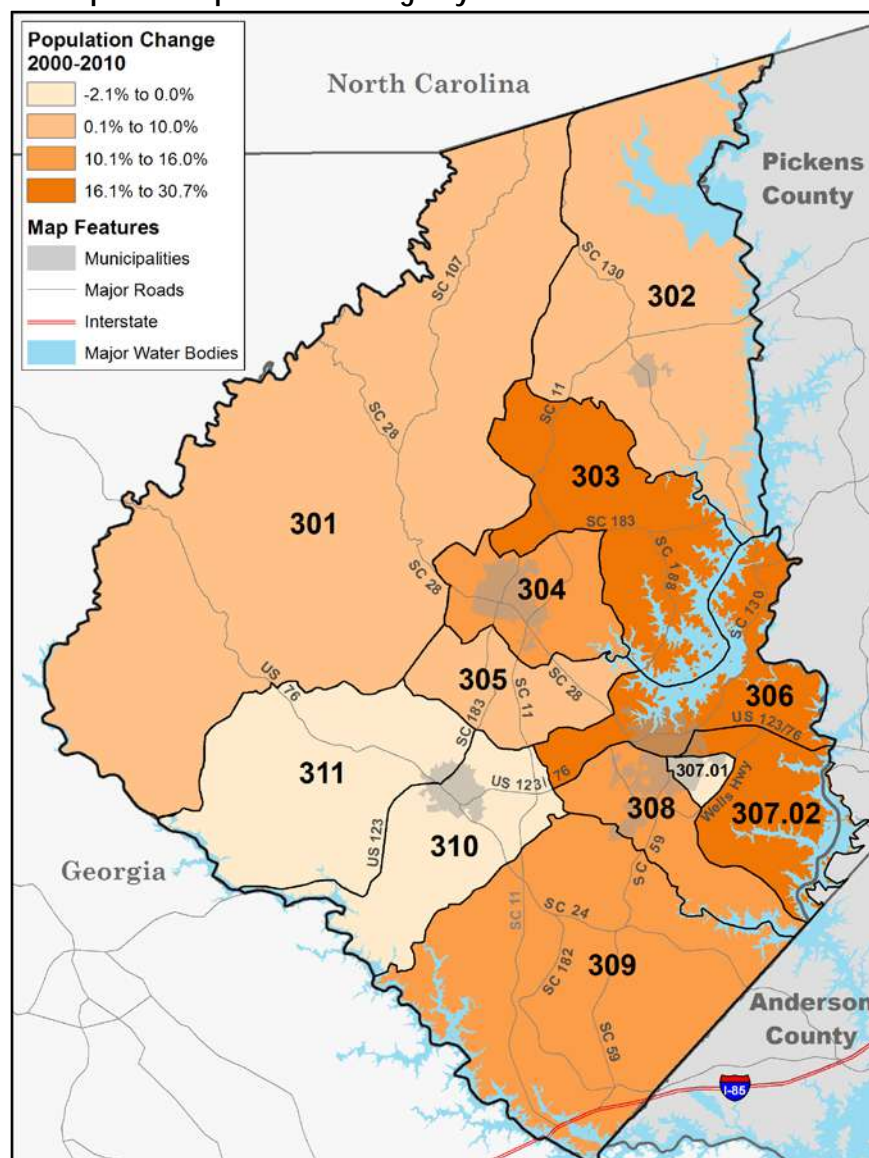 Population Change
2000-2010
-2.1% to 0.0%
0.1% to 10.0%
10.1% to 16.0%
16.1% to 30.7%
Map Features
Municipalities
Major Roads
Interstate
Major Water Bodies
North Carolina
Pickens
County
SC 107
SC 130
302
SC 11
SC 28
303
301
SC 183
SC 188
SC 28
304
SC 130
305
SC 28
US 76
SC 183
SC 11
306
US 123/76
311
307.01
US 123/76
Wells Hwy
308
307.02
310
US 123
SC 59
Georgia
SC 11
SC 24
309
SC 182
SC 59
Anderson
County
I-85